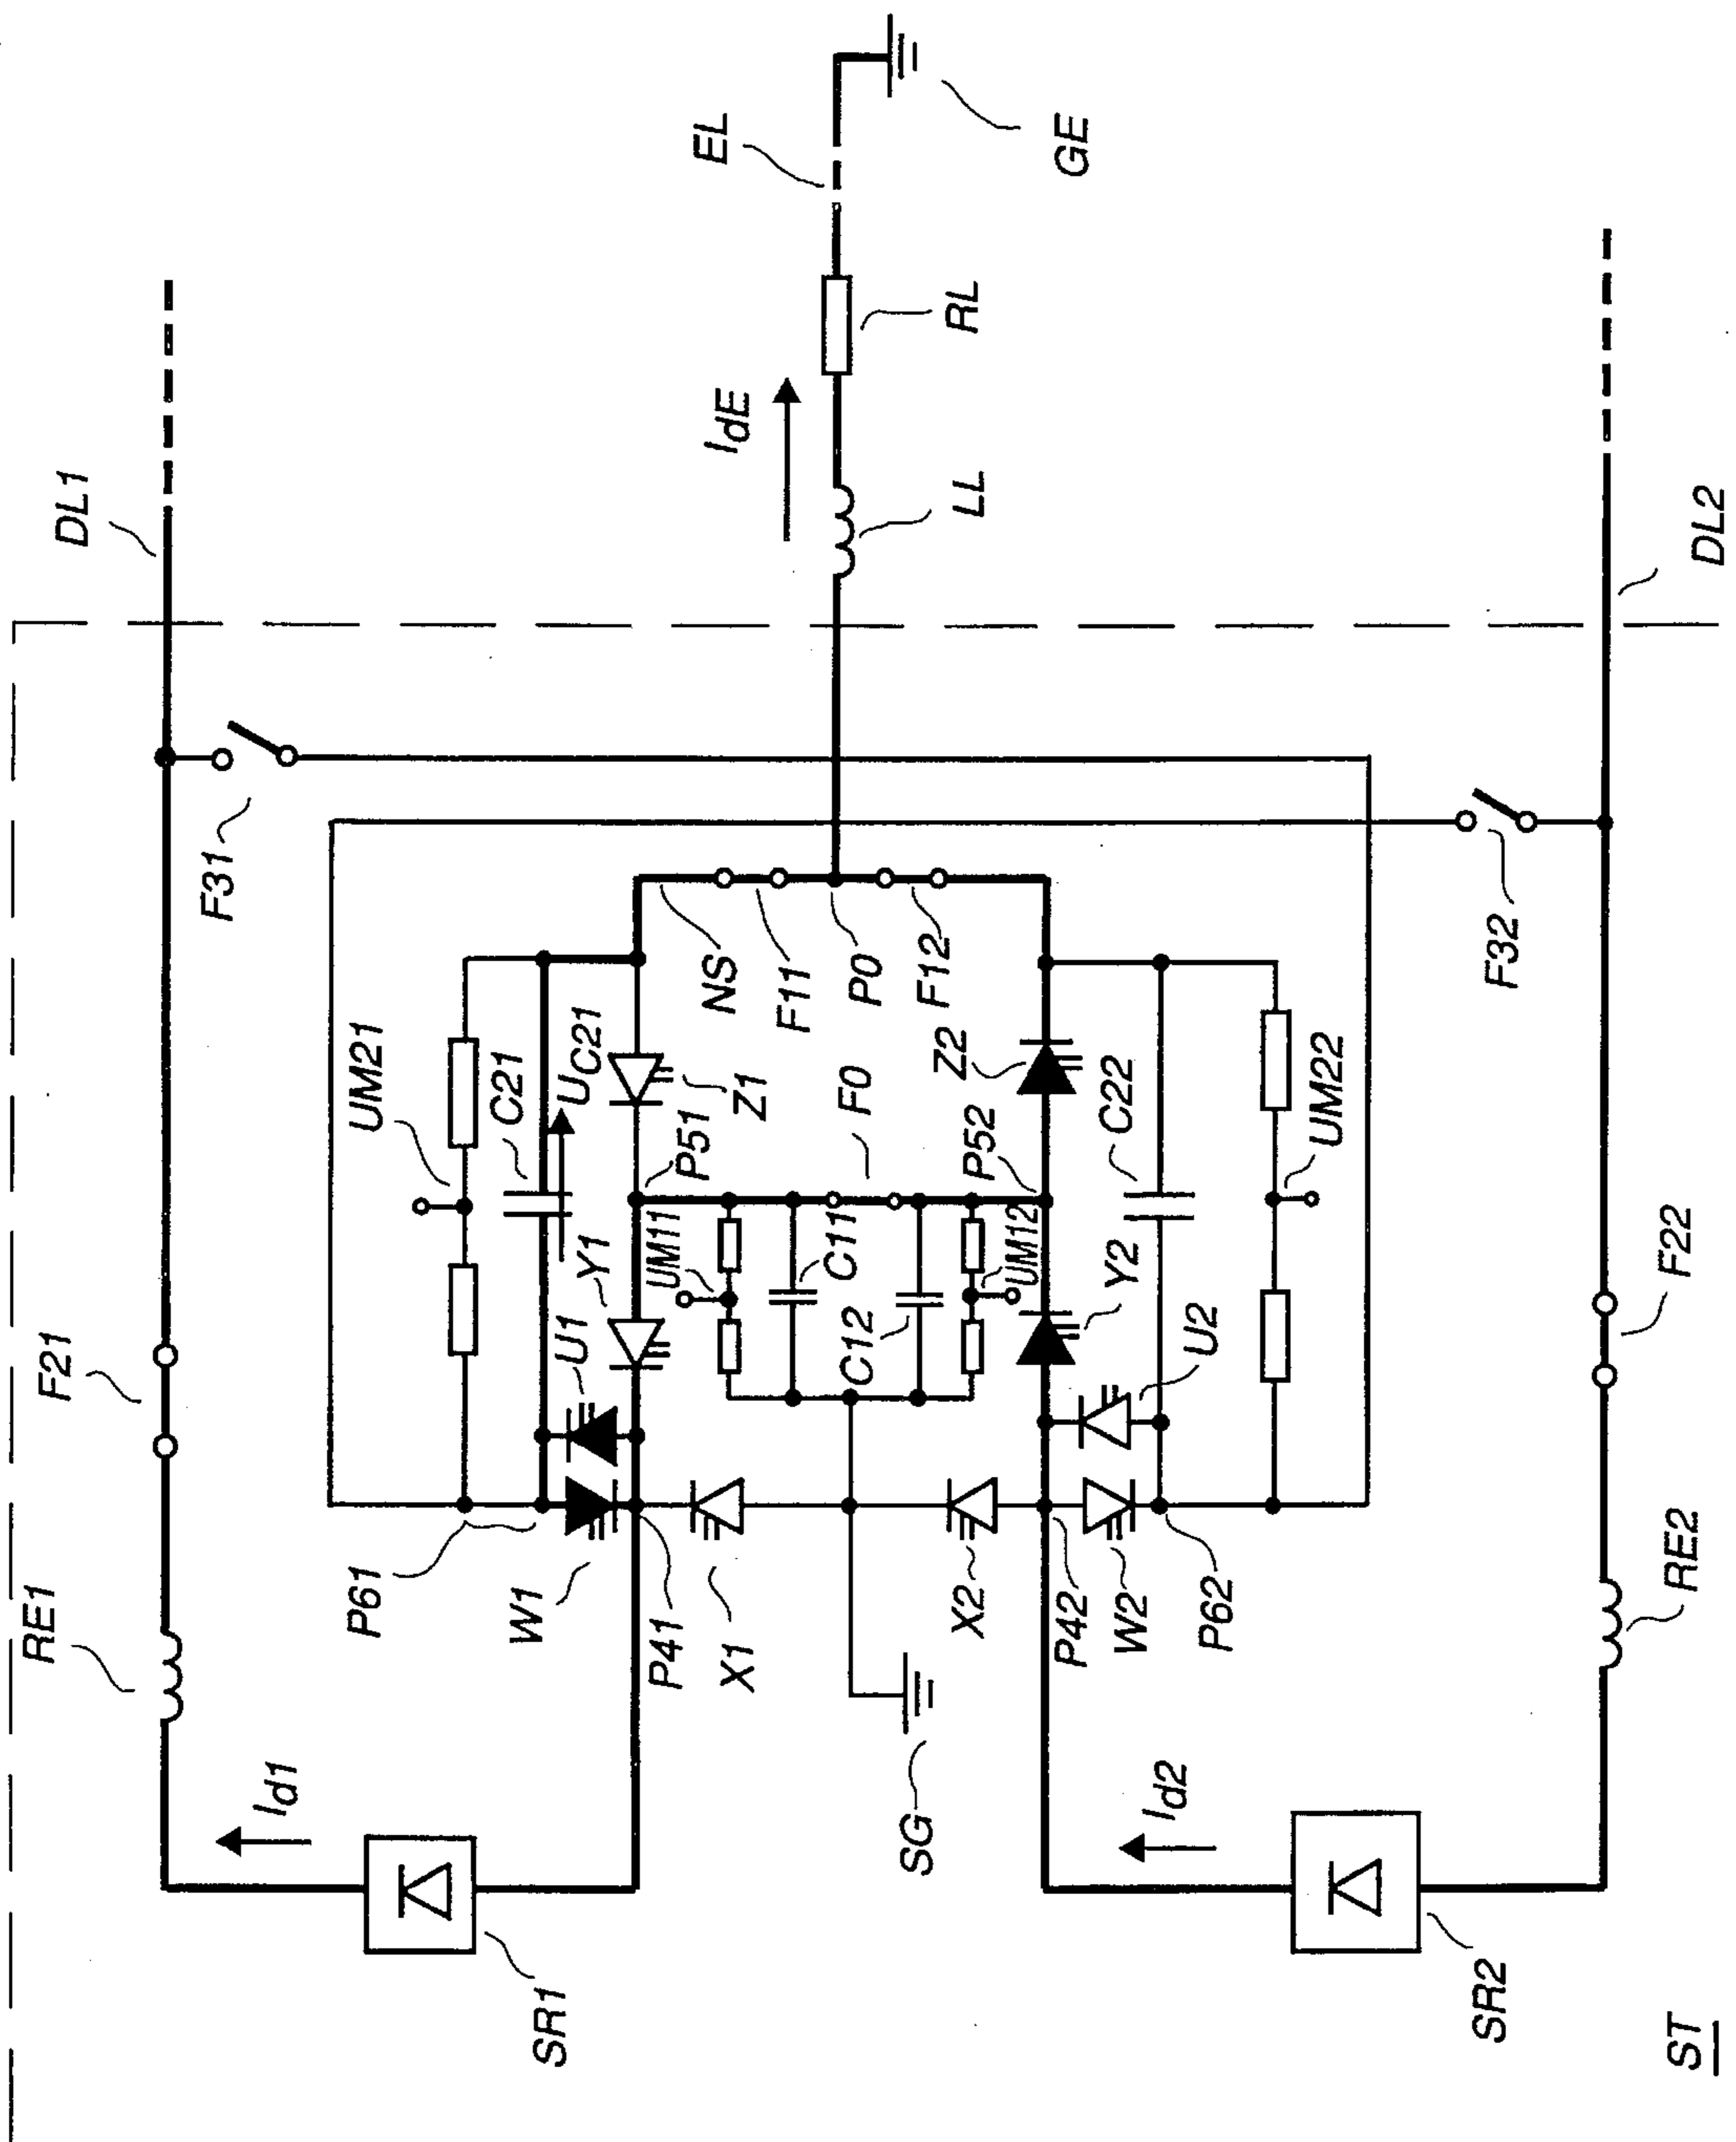 DL1
EL
GE
IdE
RL
LL
DL2
F31
F32
UM21
C21
UC21
NS
F11
P0
F12
Z1
F0
Z2
P51
P52
C22
UM22
F21
U1
Y1
UM11
C11
C12
UM12
Y2
U2
F22
RE1
P61
W1
P41
X1
X2
P42
W2
P62
RE2
Id1
SG
Id2
SR1
SR2
ST